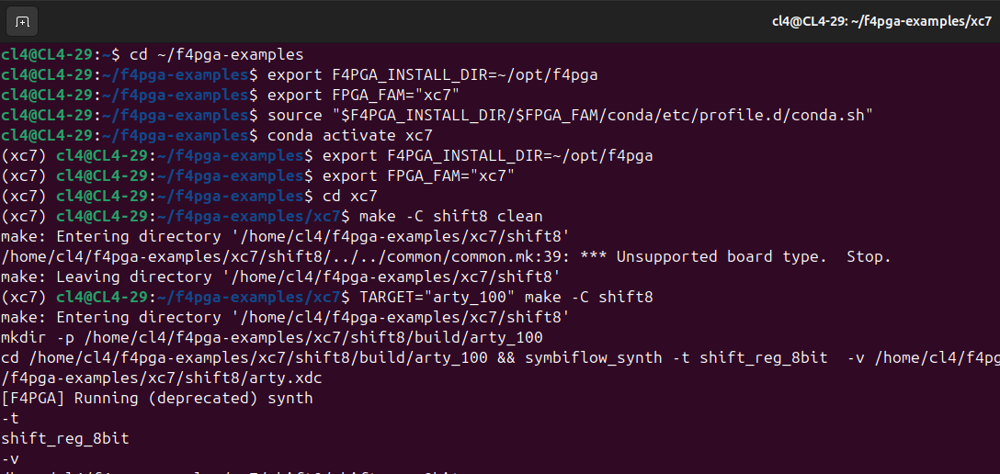 cl4@CL4-29: ~/f4pga-examples/xc7
cl4@CL4-29:~$ cd ~/f4pga-examples
cl4@CL4-29:~/f4pga-examples$ export F4PGA_INSTALL_DIR=~/opt/f4pga
cl4@CL4-29:~/f4pga-examples$ export FPGA_FAM="xc7"
cl4@CL4-29:~/f4pga-examples$ source "$F4PGA_INSTALL_DIR/$FPGA_FAM/conda/etc/profile.d/conda.sh"
cl4@CL4-29:~/f4pga-examples$ conda activate xc7
(xc7) cl4@CL4-29:~/f4pga-examples$ export F4PGA_INSTALL_DIR=~/opt/f4pga
(xc7) cl4@CL4-29:~/f4pga-examples$ export FPGA_FAM="xc7"
(xc7) cl4@CL4-29:~/f4pga-examples$ cd xc7
(xc7) cl4@CL4-29:~/f4pga-examples/xc7$ make -C shift8 clean
make: Entering directory '/home/cl4/f4pga-examples/xc7/shift8'
/home/cl4/f4pga-examples/xc7/shift8/../../common/common.mk:39: *** Unsupported board type.  Stop.
make: Leaving directory '/home/cl4/f4pga-examples/xc7/shift8'
(xc7) cl4@CL4-29:~/f4pga-examples/xc7$ TARGET="arty_100" make -C shift8
make: Entering directory '/home/cl4/f4pga-examples/xc7/shift8'
mkdir -p /home/cl4/f4pga-examples/xc7/shift8/build/arty_100
cd /home/cl4/f4pga-examples/xc7/shift8/build/arty_100 && symbiflow_synth -t shift_reg_8bit  -v /home/cl4/f4pg
/f4pga-examples/xc7/shift8/arty.xdc
[F4PGA] Running (deprecated) synth
-t
shift_reg_8bit
-v